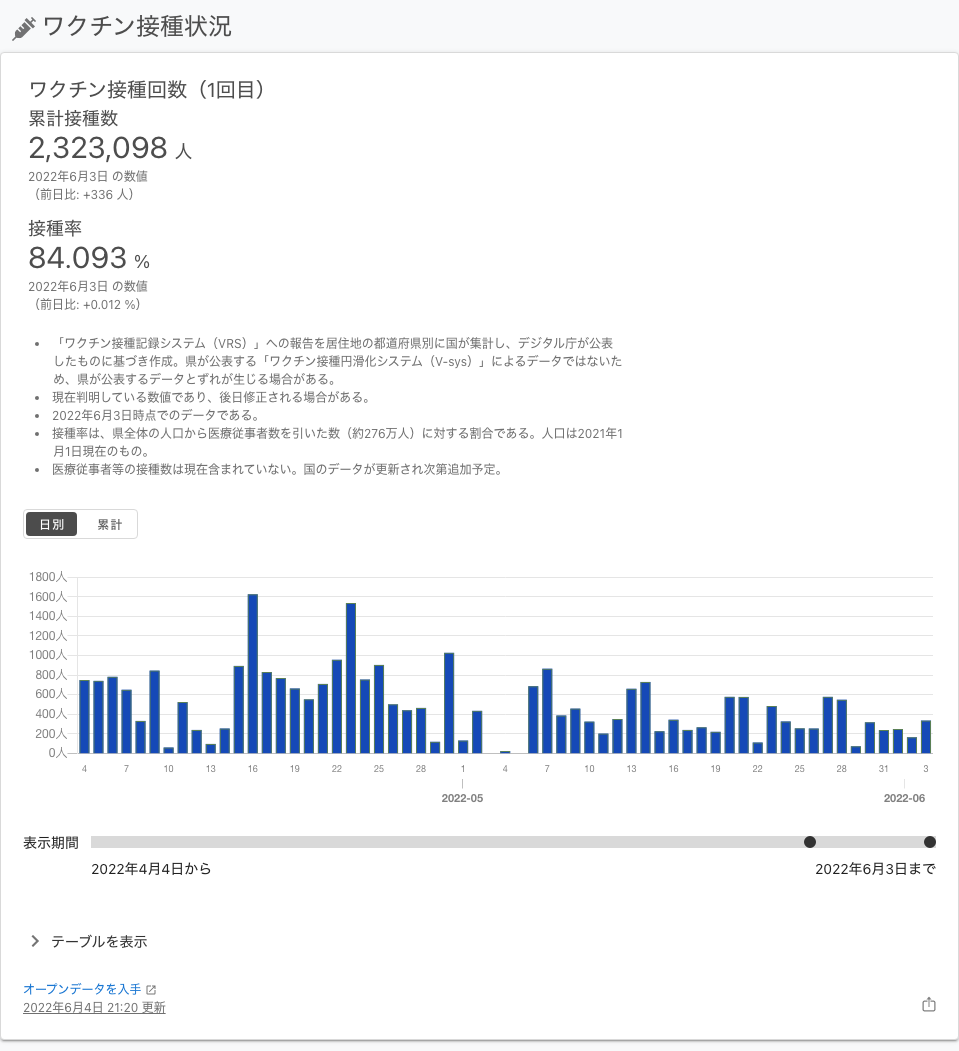 ワクチン接種状況
ワクチン接種回数（1回目）
累計接種数
2,323,098 人
2022年6月3日 の数値
（前日比: +336 人）
接種率
84.093 %
2022年6月3日 の数値
（前日比: +0.012 %）
• 「ワクチン接種記録システム（VRS）」への報告を居住地の都道府県別に国が集計し、デジタル庁が公表
したものに基づき作成。県が公表する「ワクチン接種円滑化システム（V-sys）」によるデータではないた
め、県が公表するデータとずれが生じる場合がある。
• 現在判明している数値であり、後日修正される場合がある。
• 2022年6月3日時点でのデータである。
• 接種率は、県全体の人口から医療従事者数を引いた数（約276万人）に対する割合である。人口は2021年1
月1日現在のもの。
• 医療従事者等の接種数は現在含まれていない。国のデータが更新され次第追加予定。
日別 累計
1800人
1600人
1400人
1200人
1000人
800人
600人
400人
200人
0人
4 7 10 13 16 19 22 25 28 1 4 7 10 13 16 19 22 25 28 31 3
2022-05 2022-06
表示期間
2022年4月4日から 2022年6月3日まで
テーブルを表示
オープンデータを入手
2022年6月4日 21:20 更新